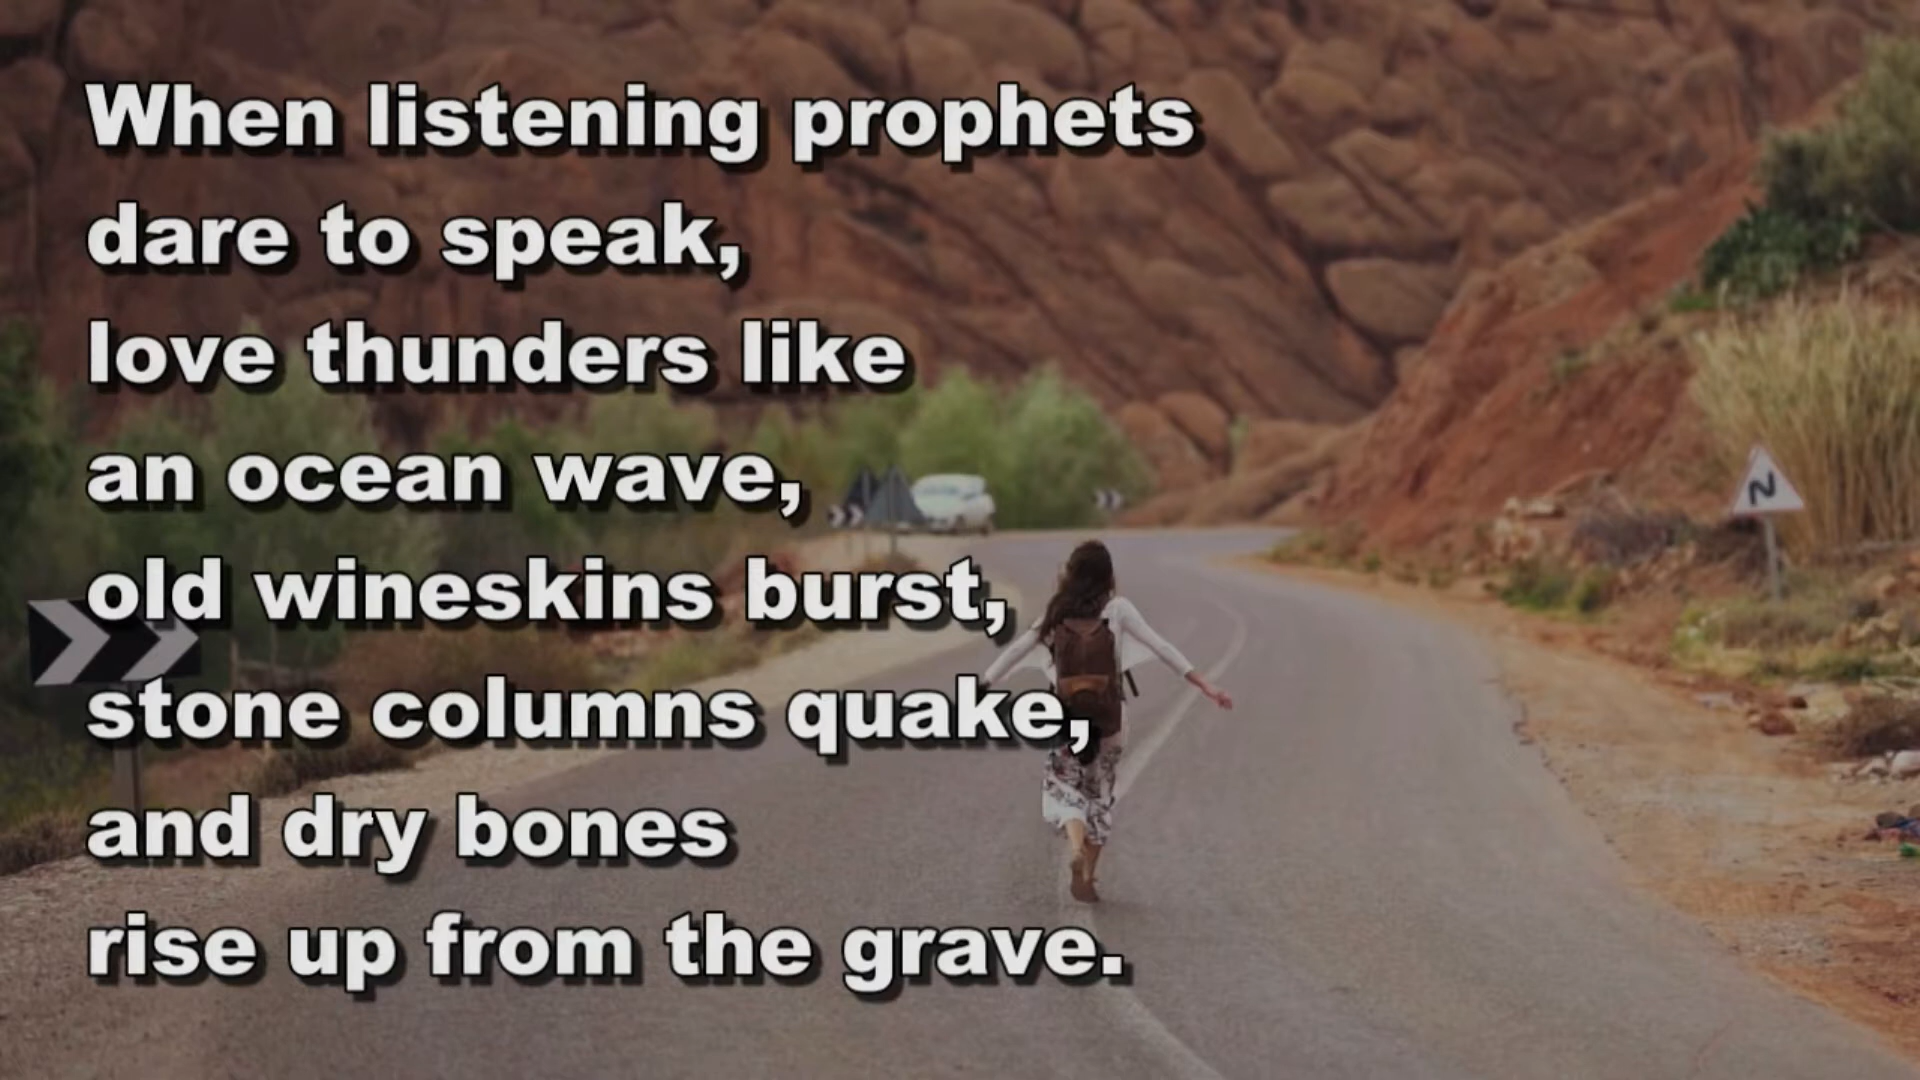 When listening prophets
dare to speak,
love thunders like
an ocean wave,
old wineskins burst,
stone columns quake,
and dry bones
rise up from the grave.